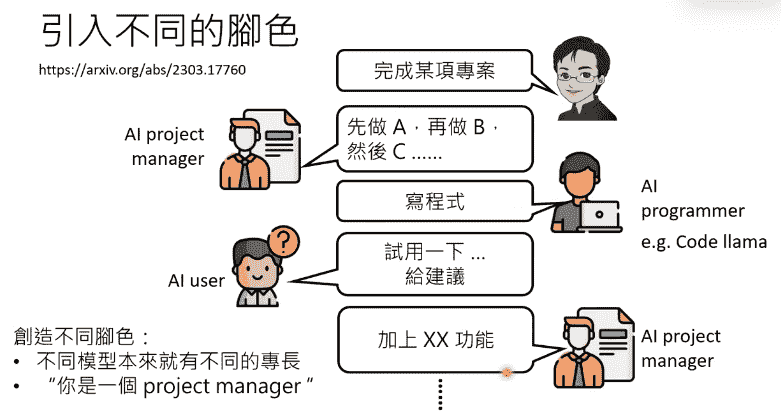 引入不同的腳色
https://arxiv.org/abs/2303.17760
完成某項專案
AI project
manager
先做 A，再做 B，
然後 C ......
寫程式
AI
programmer
e.g. Code llama
AI user
試用一下 ...
給建議
加上 XX 功能
AI project
manager
創造不同腳色：
• 不同模型本來就有不同的專長
• “你是一個 project manager ”